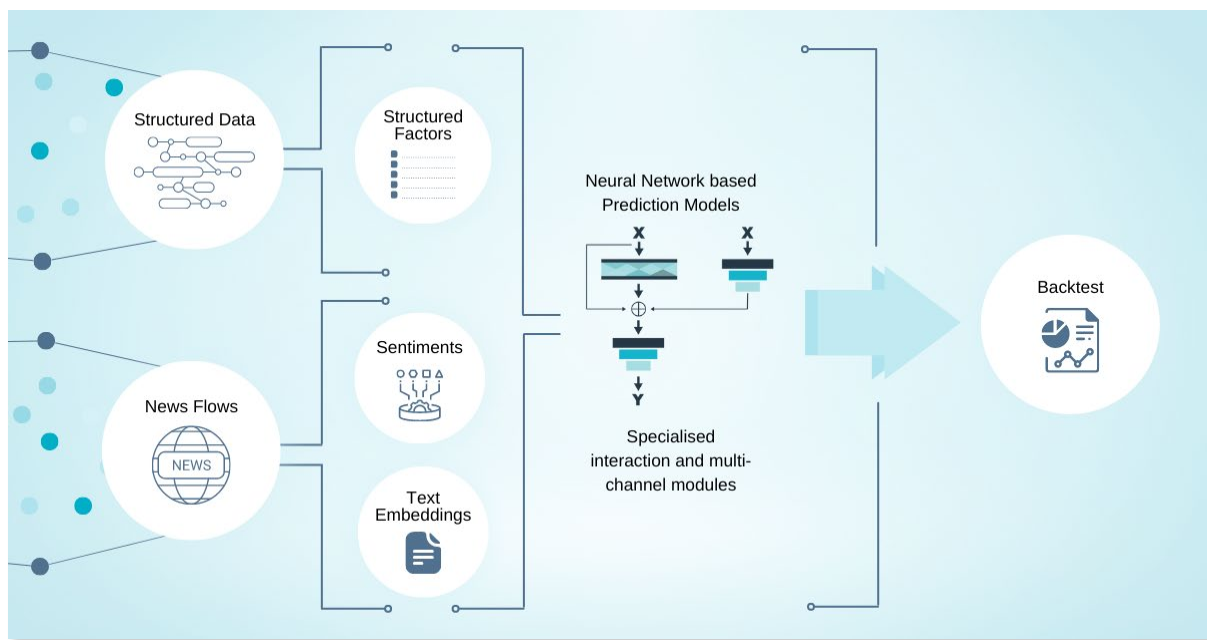 Structured Data
Structured
Factors
Neural Network based
Prediction Models
X
X
Y
Specialised
interaction and multi-
channel modules
Backtest
News Flows
NEWS
Sentiments
Text
Embeddings